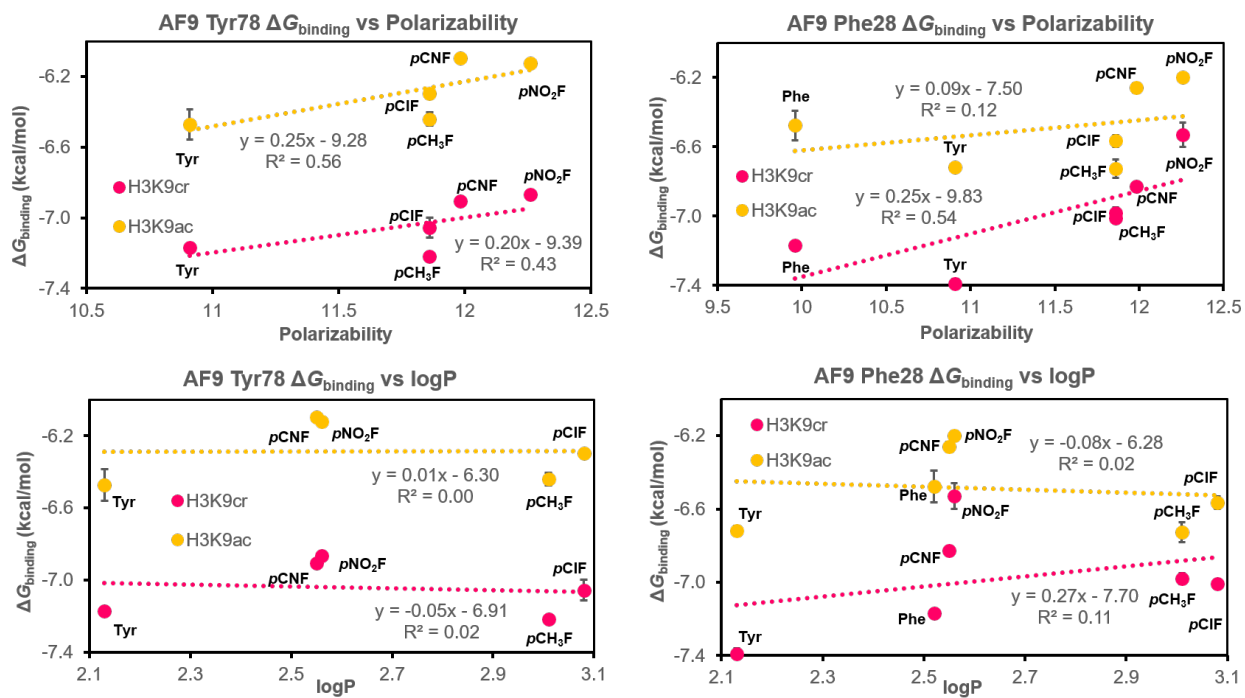 AF9 Tyr78 ΔG_binding vs Polarizability
ΔG_binding (kcal/mol)
-6.2
-6.6
-7.0
-7.4
pCNF
pNO₂F
pClF
pCH₃F
y = 0.25x - 9.28
R² = 0.56
Tyr
H3K9cr
H3K9ac
pCNF
pNO₂F
pClF
y = 0.20x - 9.39
R² = 0.43
Tyr
pCH₃F
10.5 11 11.5 12 12.5
Polarizability
AF9 Phe28 ΔG_binding vs Polarizability
ΔG_binding (kcal/mol)
-6.2
-6.6
-7.0
-7.4
pCNF
y = 0.09x - 7.50
R² = 0.12
Phe
Tyr
pClF
pNO₂F
pCH₃F
H3K9cr
H3K9ac
y = 0.25x - 9.83
R² = 0.54
pCNF
pClF
pCH₃F
Phe
Tyr
9.5 10 10.5 11 11.5 12 12.5
Polarizability
AF9 Tyr78 ΔG_binding vs logP
ΔG_binding (kcal/mol)
-6.2
-6.6
-7.0
-7.4
pCNF
pNO₂F
pClF
y = 0.01x - 6.30
R² = 0.00
Tyr
pCH₃F
H3K9cr
H3K9ac
pCNF
pNO₂F
pClF
y = -0.05x - 6.91
R² = 0.02
Tyr
pCH₃F
2.1 2.3 2.5 2.7 2.9 3.1
logP
AF9 Phe28 ΔG_binding vs logP
ΔG_binding (kcal/mol)
-6.2
-6.6
-7.0
-7.4
H3K9cr
H3K9ac
pCNF
pNO₂F
y = -0.08x - 6.28
R² = 0.02
pClF
Phe
pNO₂F
Tyr
pCH₃F
pCNF
pCH₃F
Phe
y = 0.27x - 7.70
R² = 0.11
pClF
Tyr
2.1 2.3 2.5 2.7 2.9 3.1
logP